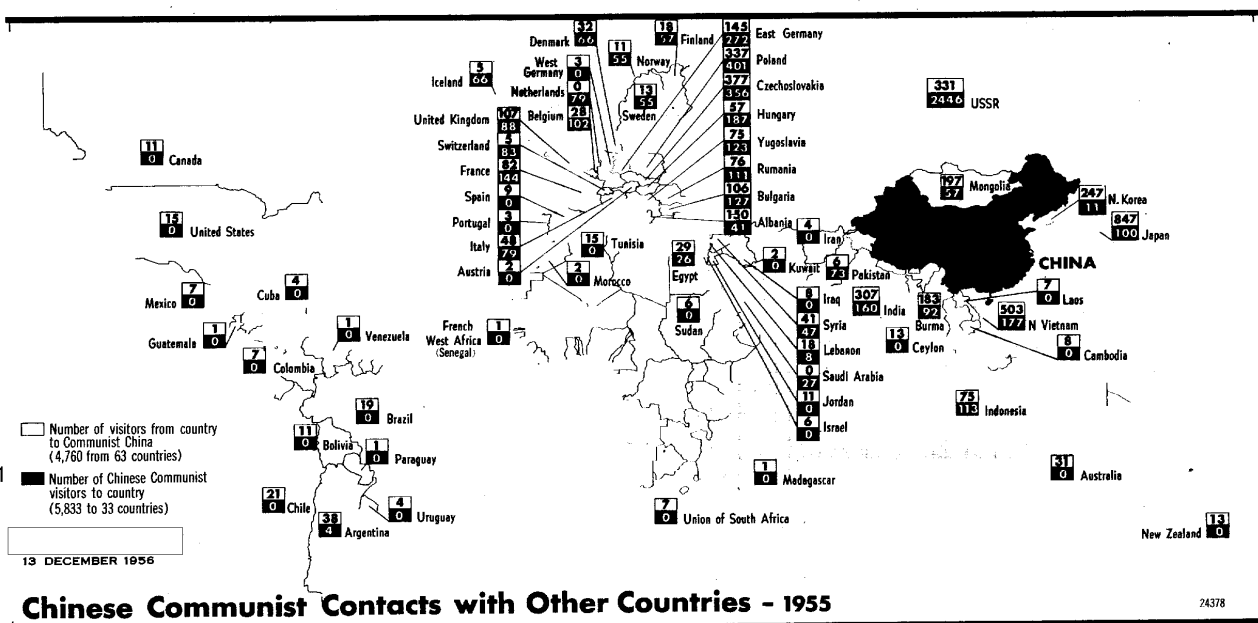 32
66
Denmark
18
57
Finland
11
55
Norway
3
0
West
Germany
5
66
Iceland
0
79
Netherlands
13
55
Sweden
28
102
Belgium
107
88
United Kingdom
5
83
Switzerland
82
144
France
9
0
Spain
3
0
Portugal
79
Italy
2
0
Austria
145
272
East Germany
337
401
Poland
377
356
Czechoslovakia
57
187
Hungary
75
123
Yugoslavia
76
111
Rumania
106
127
Bulgaria
150
41
Albania
331
2446
USSR
11
0
Canada
15
0
United States
7
0
Mexico
4
0
Cuba
1
0
Guatemala
1
0
Venezuela
7
0
Colombia
19
0
Brazil
11
0
Bolivia
1
0
Paraguay
21
0
Chile
38
4
Argentina
4
0
Uruguay
15
0
Tunisia
2
0
Morocco
29
26
Egypt
6
0
Sudan
1
0
French
West Africa
(Senegal)
4
0
Iran
2
0
Kuwait
6
73
Pakistan
8
0
Iraq
41
47
Syria
18
8
Lebanon
0
27
Saudi Arabia
11
0
Jordan
6
0
Israel
307
160
India
183
92
Burma
13
0
Ceylon
197
57
Mongolia
247
11
N. Korea
847
100
Japan
CHINA
7
0
Laos
503
177
N Vietnam
8
0
Cambodia
75
113
Indonesia
31
0
Australia
13
0
New Zealand
1
0
Madagascar
7
0
Union of South Africa
Number of visitors from country
to Communist China
(4,760 from 63 countries)
Number of Chinese Communist
visitors to country
(5,833 to 33 countries)
1
13 DECEMBER 1956
Chinese Communist Contacts with Other Countries - 1955
24378